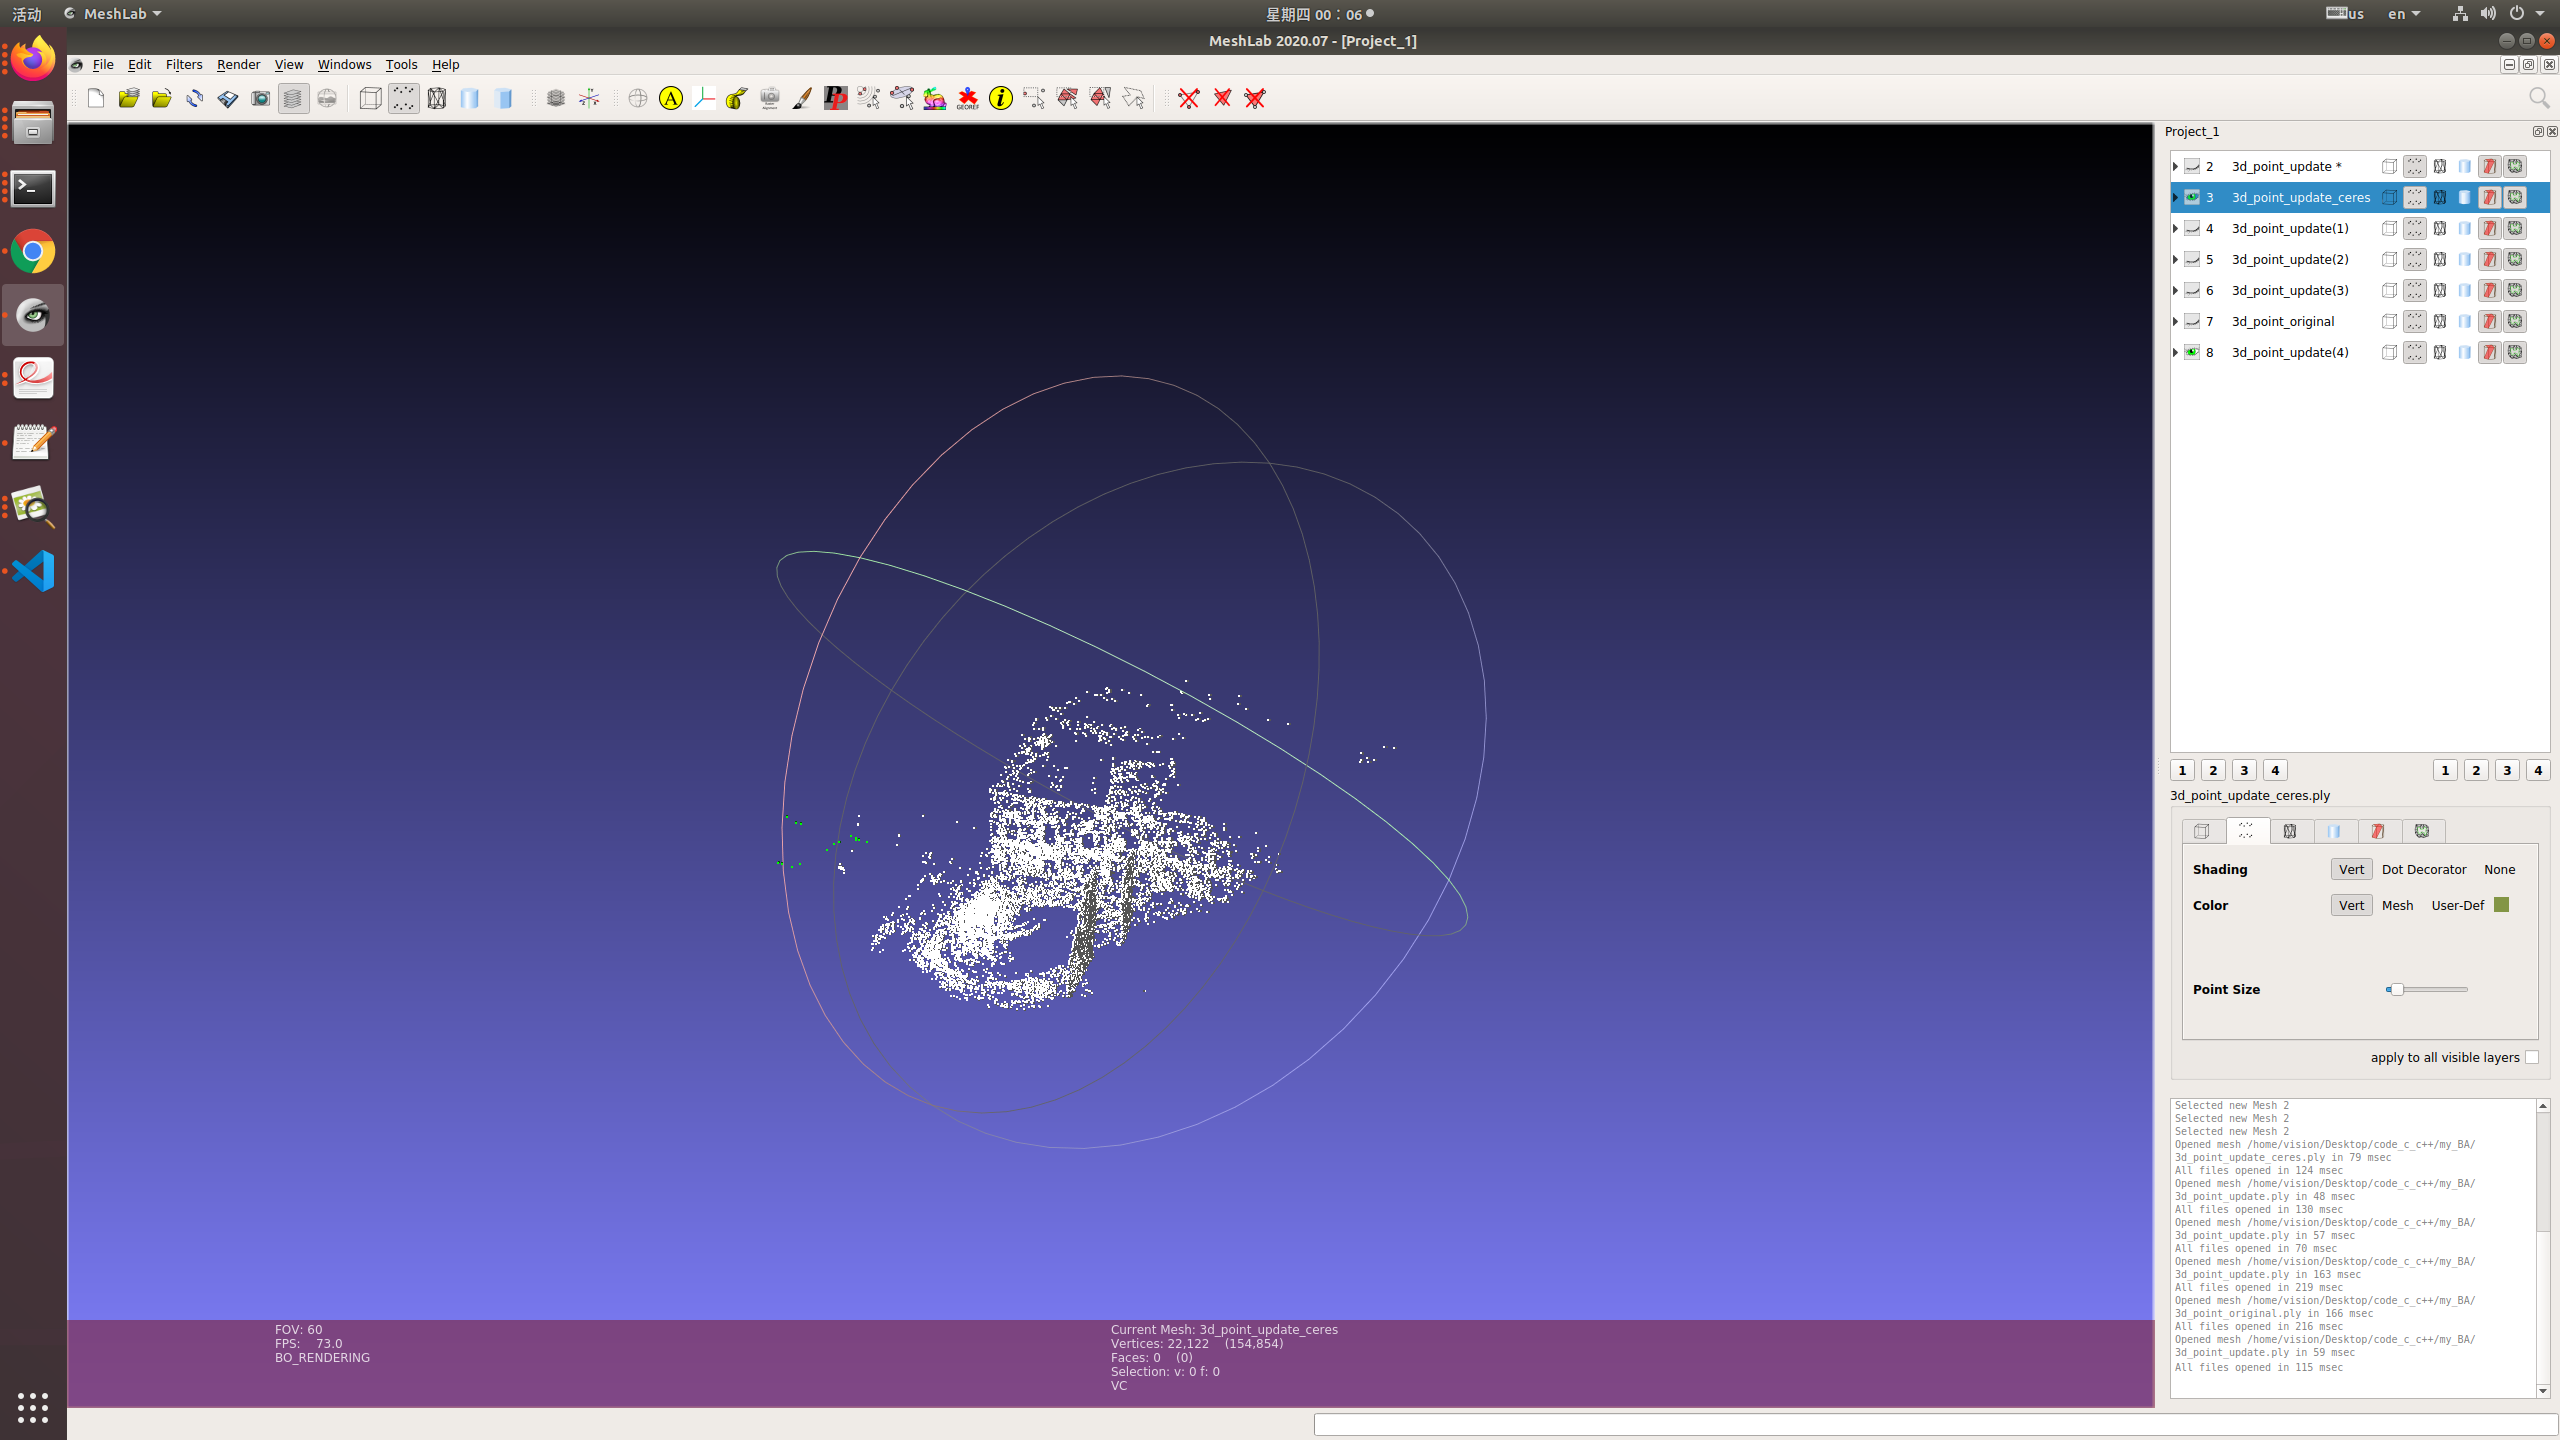 活动 MeshLab 星期四 00：06 us en
MeshLab 2020.07 - [Project_1]
File Edit Filters Render View Windows Tools Help
A PP GEOREF i
Project_1
2 3d_point_update *
3 3d_point_update_ceres
4 3d_point_update(1)
5 3d_point_update(2)
6 3d_point_update(3)
7 3d_point_original
8 3d_point_update(4)
1 2 3 4 1 2 3 4
3d_point_update_ceres.ply
Shading Vert Dot Decorator None
Color Vert Mesh User-Def
Point Size
apply to all visible layers
Selected new Mesh 2
Selected new Mesh 2
Selected new Mesh 2
Opened mesh /home/vision/Desktop/code_c_c++/my_BA/
3d_point_update_ceres.ply in 79 msec
All files opened in 124 msec
Opened mesh /home/vision/Desktop/code_c_c++/my_BA/
3d_point_update.ply in 48 msec
All files opened in 130 msec
Opened mesh /home/vision/Desktop/code_c_c++/my_BA/
3d_point_update.ply in 57 msec
All files opened in 70 msec
Opened mesh /home/vision/Desktop/code_c_c++/my_BA/
3d_point_update.ply in 163 msec
All files opened in 219 msec
Opened mesh /home/vision/Desktop/code_c_c++/my_BA/
3d_point_original.ply in 166 msec
All files opened in 216 msec
Opened mesh /home/vision/Desktop/code_c_c++/my_BA/
3d_point_update.ply in 59 msec
All files opened in 115 msec
FOV: 60
FPS: 73.0
BO_RENDERING
Current Mesh: 3d_point_update_ceres
Vertices: 22,122 (154,854)
Faces: 0 (0)
Selection: v: 0 f: 0
VC